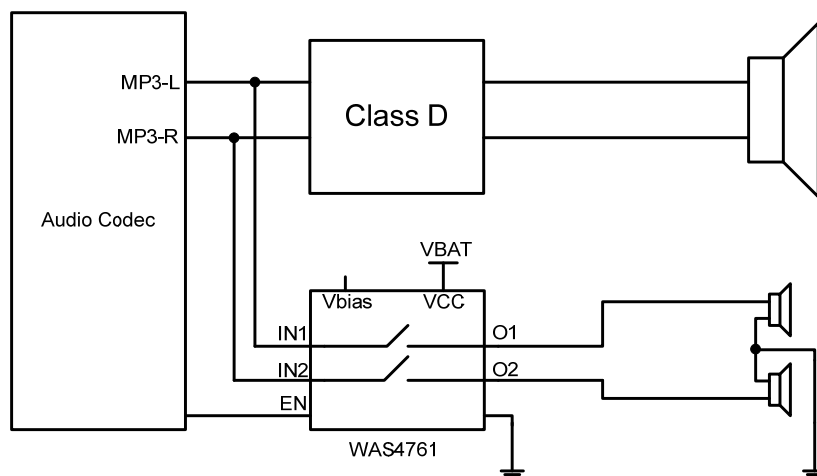 MP3-L
MP3-R
Class D
Audio Codec
VBAT
Vbias
VCC
IN1
O1
IN2
O2
EN
WAS4761